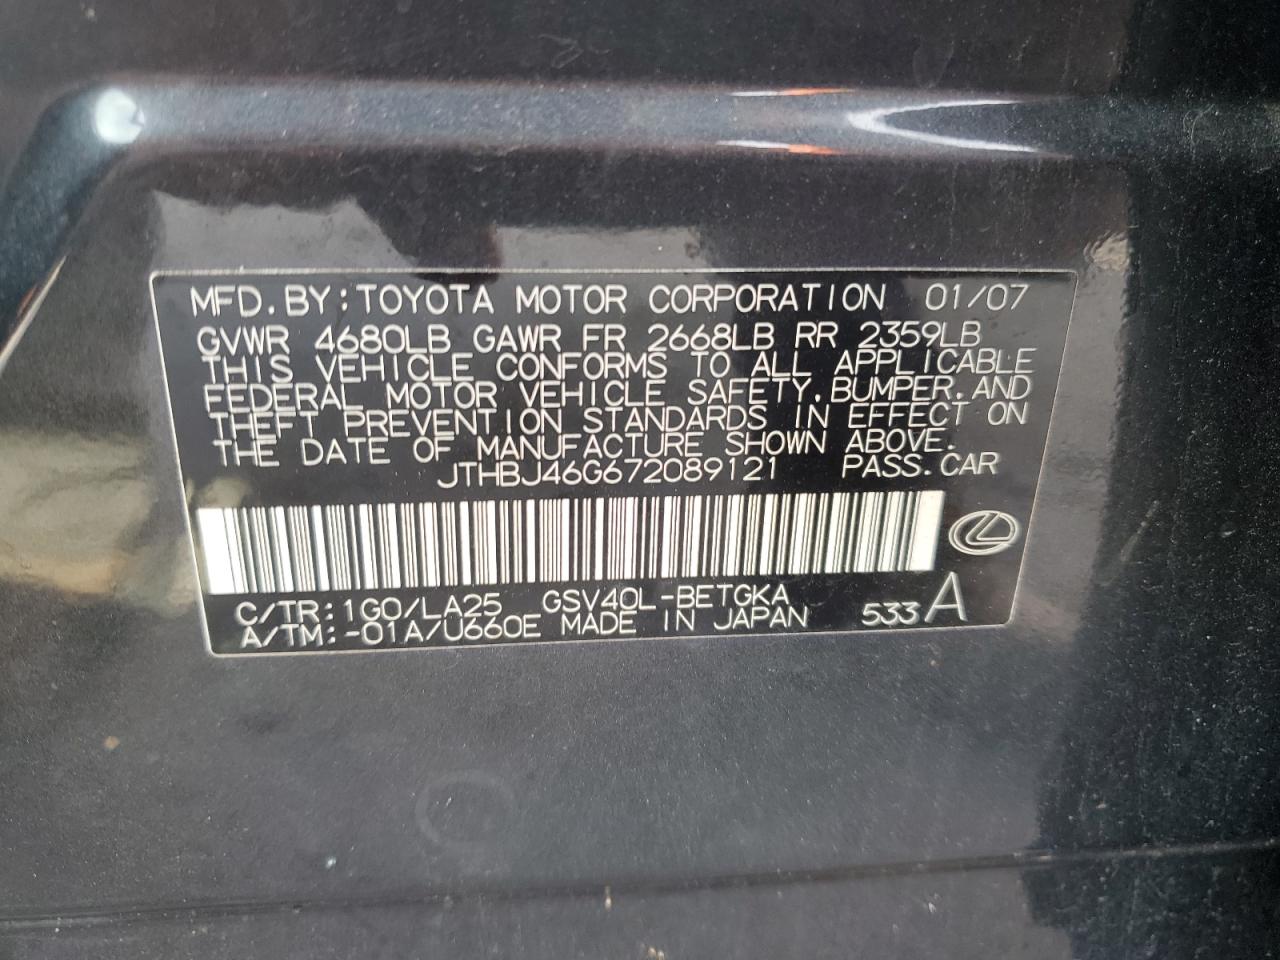 MFD. BY: TOYOTA MOTOR CORPORATION 01/07
GVWR 4680LB GAWR FR 2668LB RR 2359LB
THIS VEHICLE CONFORMS TO ALL APPLICABLE
FEDERAL MOTOR VEHICLE SAFETY, BUMPER, AND
THEFT PREVENTION STANDARDS IN EFFECT ON
THE DATE OF MANUFACTURE SHOWN ABOVE.
JTHBJ46G672089121 PASS. CAR
C/TR: 1G0/LA25 GSV40L-BETGKA 533 A
A/TM: -01A/U660E MADE IN JAPAN